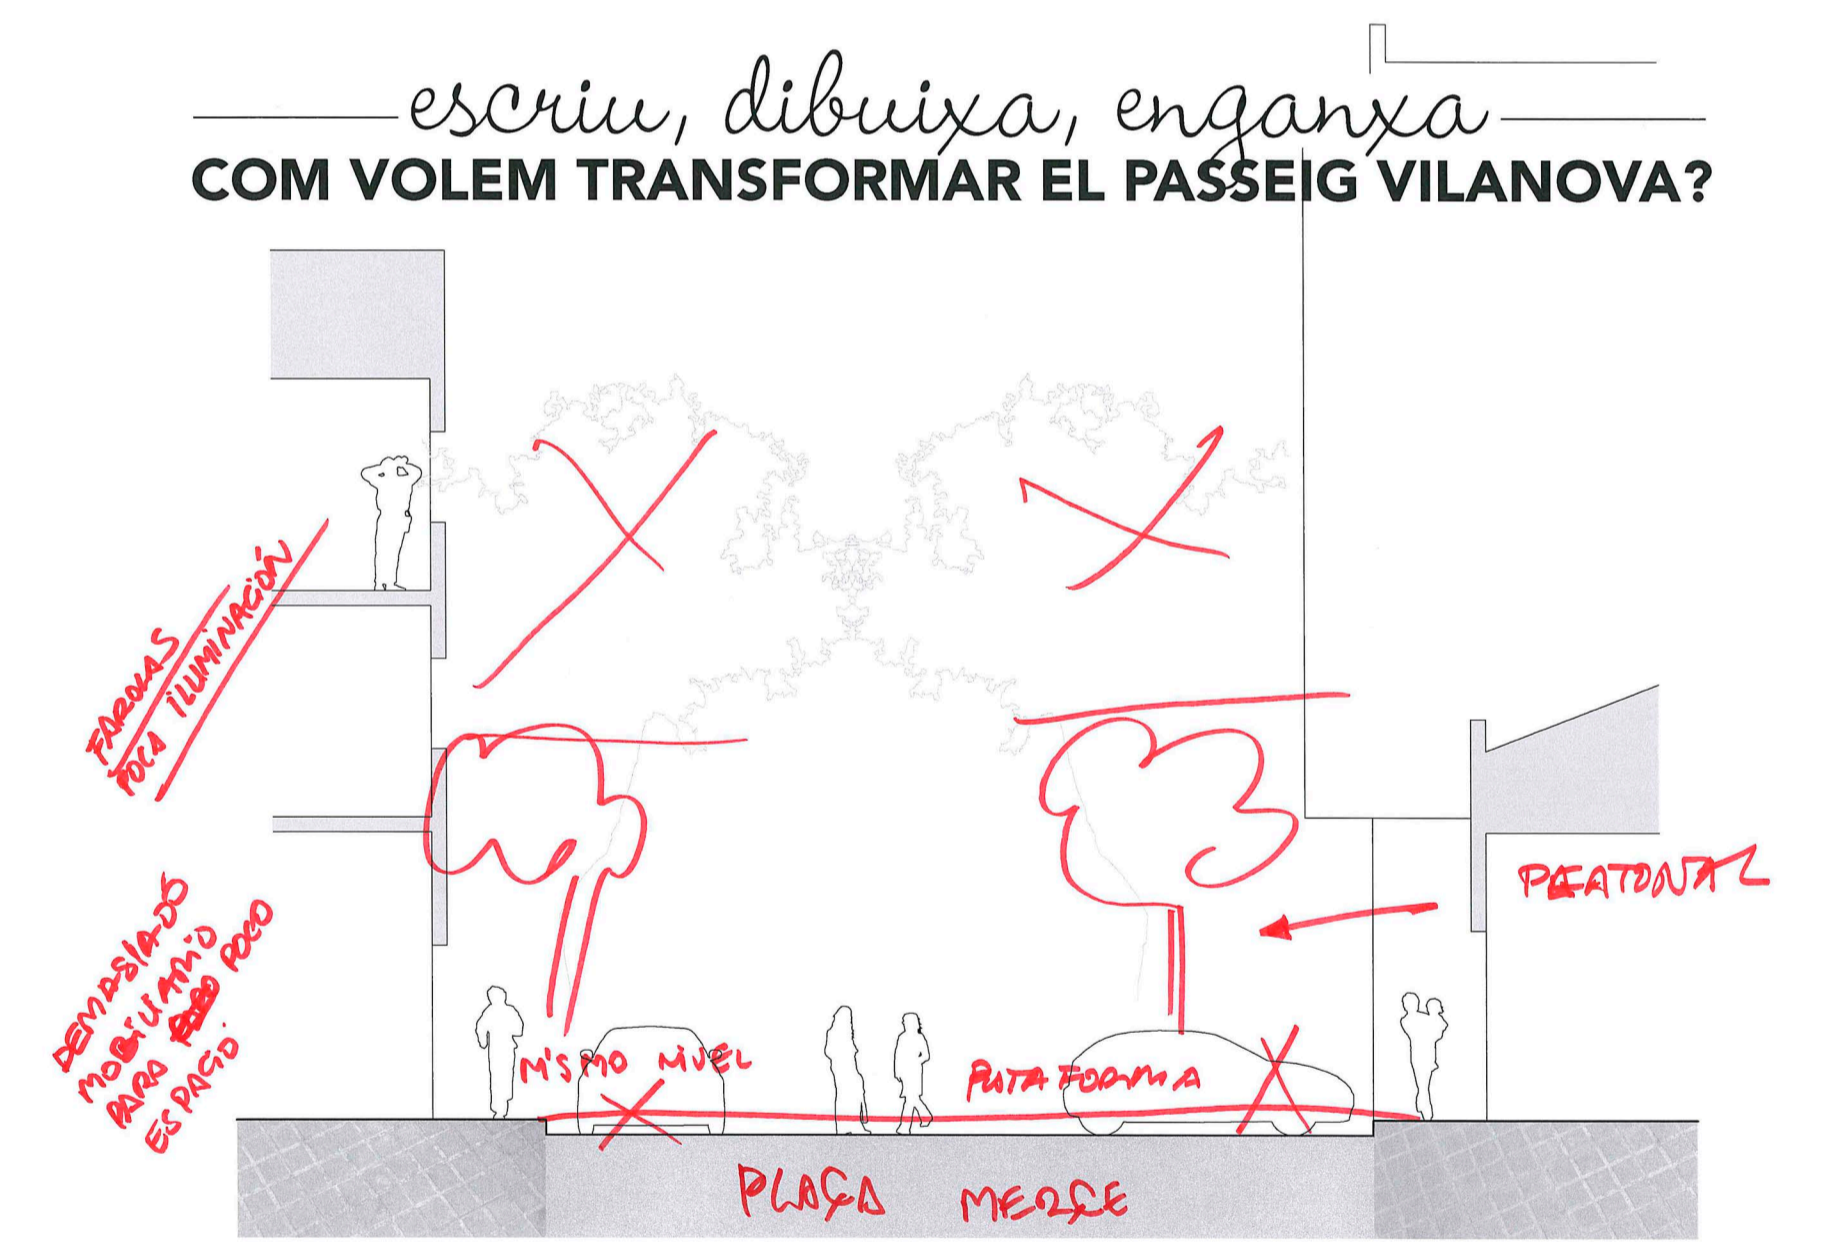 escriu, dibuixa, enganxa
COM VOLEM TRANSFORMAR EL PASSEIG VILANOVA?
FAROLAS
POCA iLUMiNACiÓN
PEATONAL
DEMASiADO
MOBiLiARiO
PARA POCO
ESPACiO.
MiSMO NiVEL
PLATAFORMA
PLAÇA MERÇE